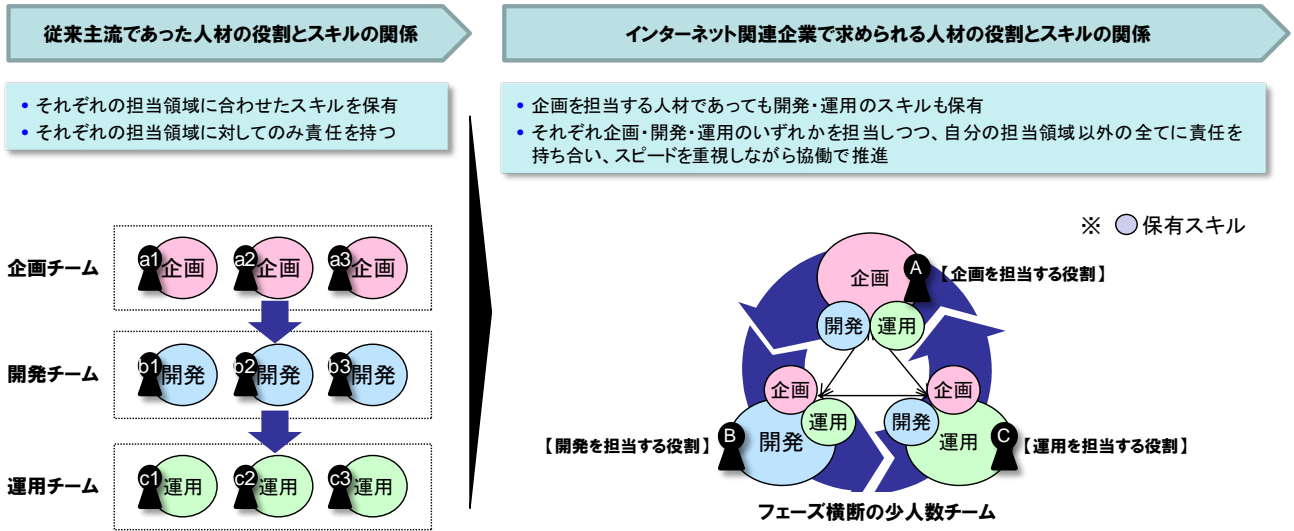 従来主流であった人材の役割とスキルの関係
インターネット関連企業で求められる人材の役割とスキルの関係
• それぞれの担当領域に合わせたスキルを保有
• それぞれの担当領域に対してのみ責任を持つ
• 企画を担当する人材であっても開発・運用のスキルも保有
• それぞれ企画・開発・運用のいずれかを担当しつつ、自分の担当領域以外の全てに責任を
持ち合い、スピードを重視しながら協働で推進
企画チーム
a1 企画 a2 企画 a3 企画
開発チーム
b1 開発 b2 開発 b3 開発
運用チーム
c1 運用 c2 運用 c3 運用
※ 保有スキル
企画 A 【企画を担当する役割】
開発 運用
企画
運用
【開発を担当する役割】 B 開発
企画
開発
運用 C 【運用を担当する役割】
フェーズ横断の少人数チーム